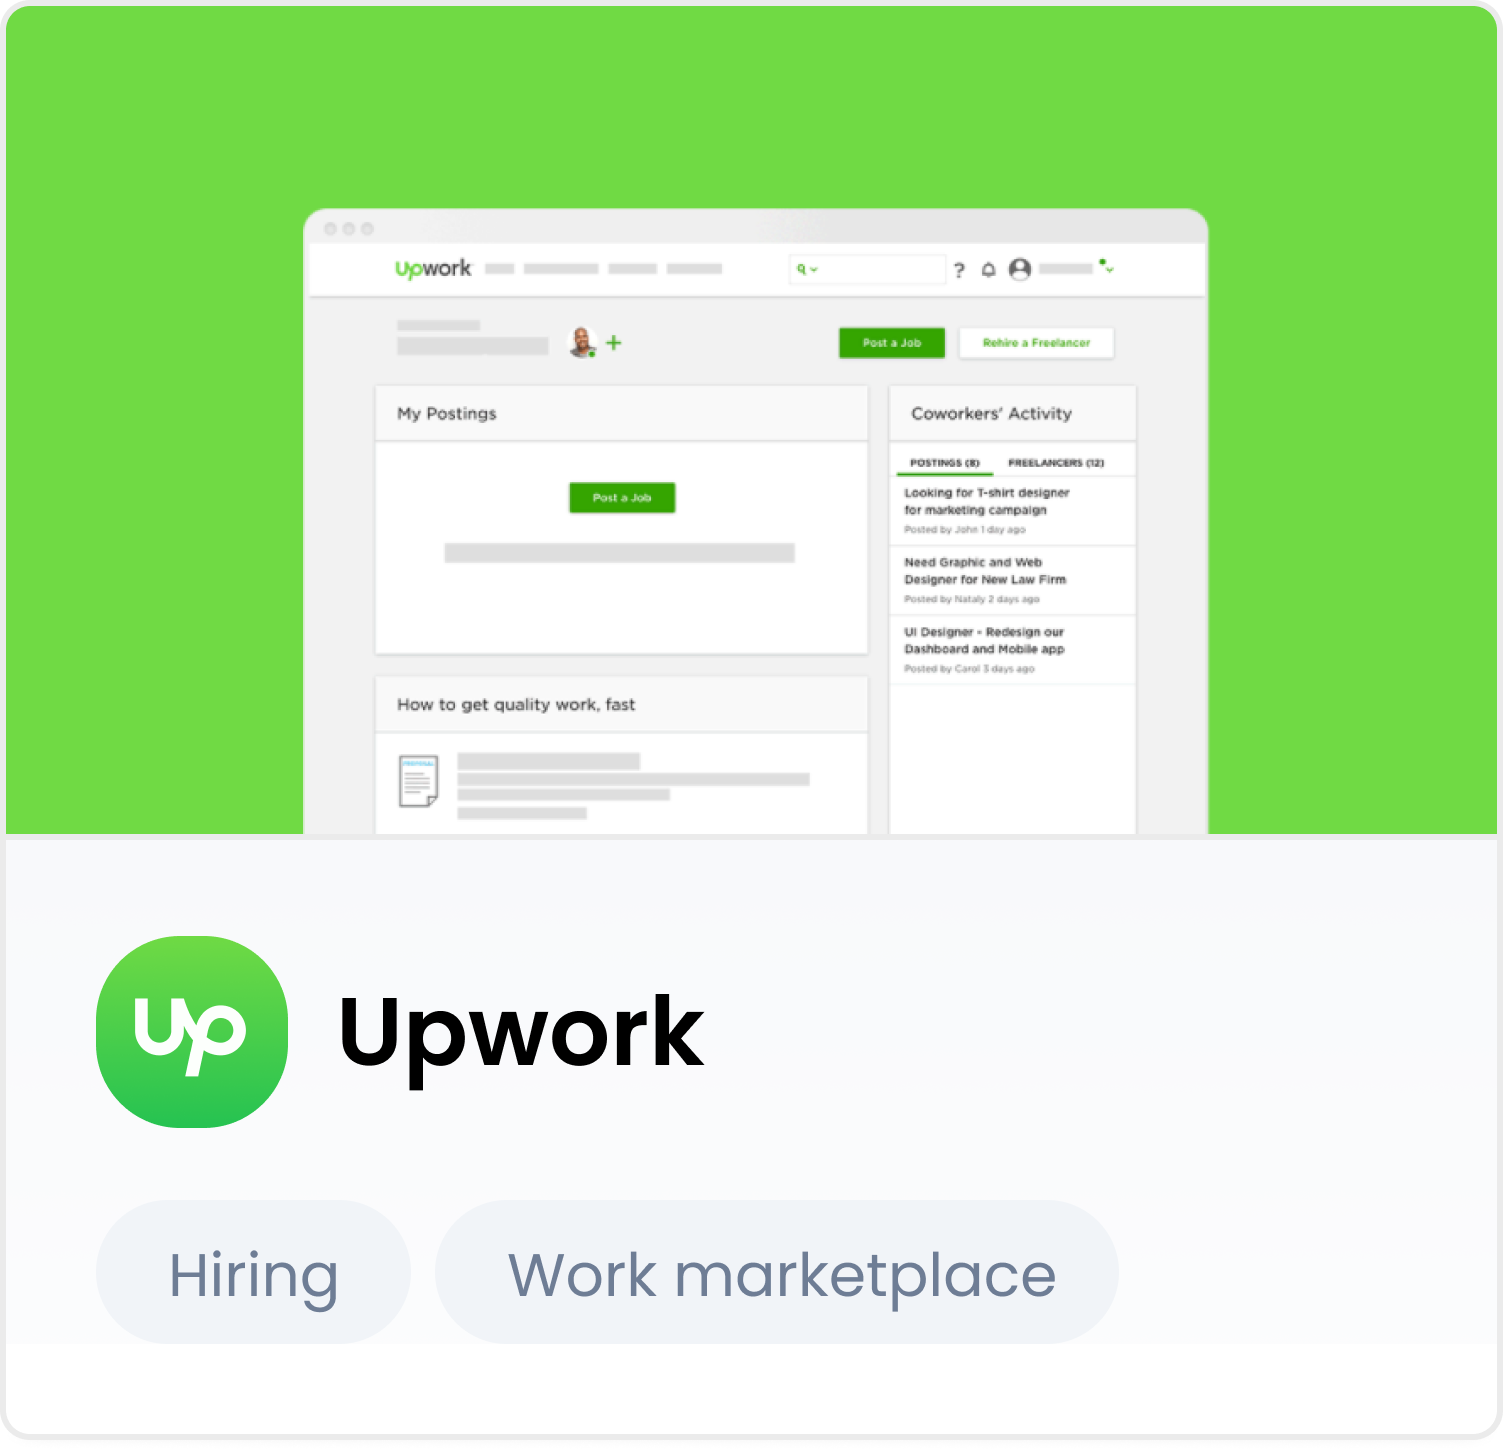 Upwork
?
Post a Job
Rehire a Freelancer
My Postings
Post a Job
Coworkers' Activity
POSTINGS (8) FREELANCERS (12)
Looking for T-shirt designer
for marketing campaign
Posted by John 1 day ago
Need Graphic and Web
Designer for New Law Firm
Posted by Nataly 2 days ago
UI Designer - Redesign our
Dashboard and Mobile app
Posted by Carol 3 days ago
How to get quality work, fast
PROPOSAL
up
Upwork
Hiring
Work marketplace